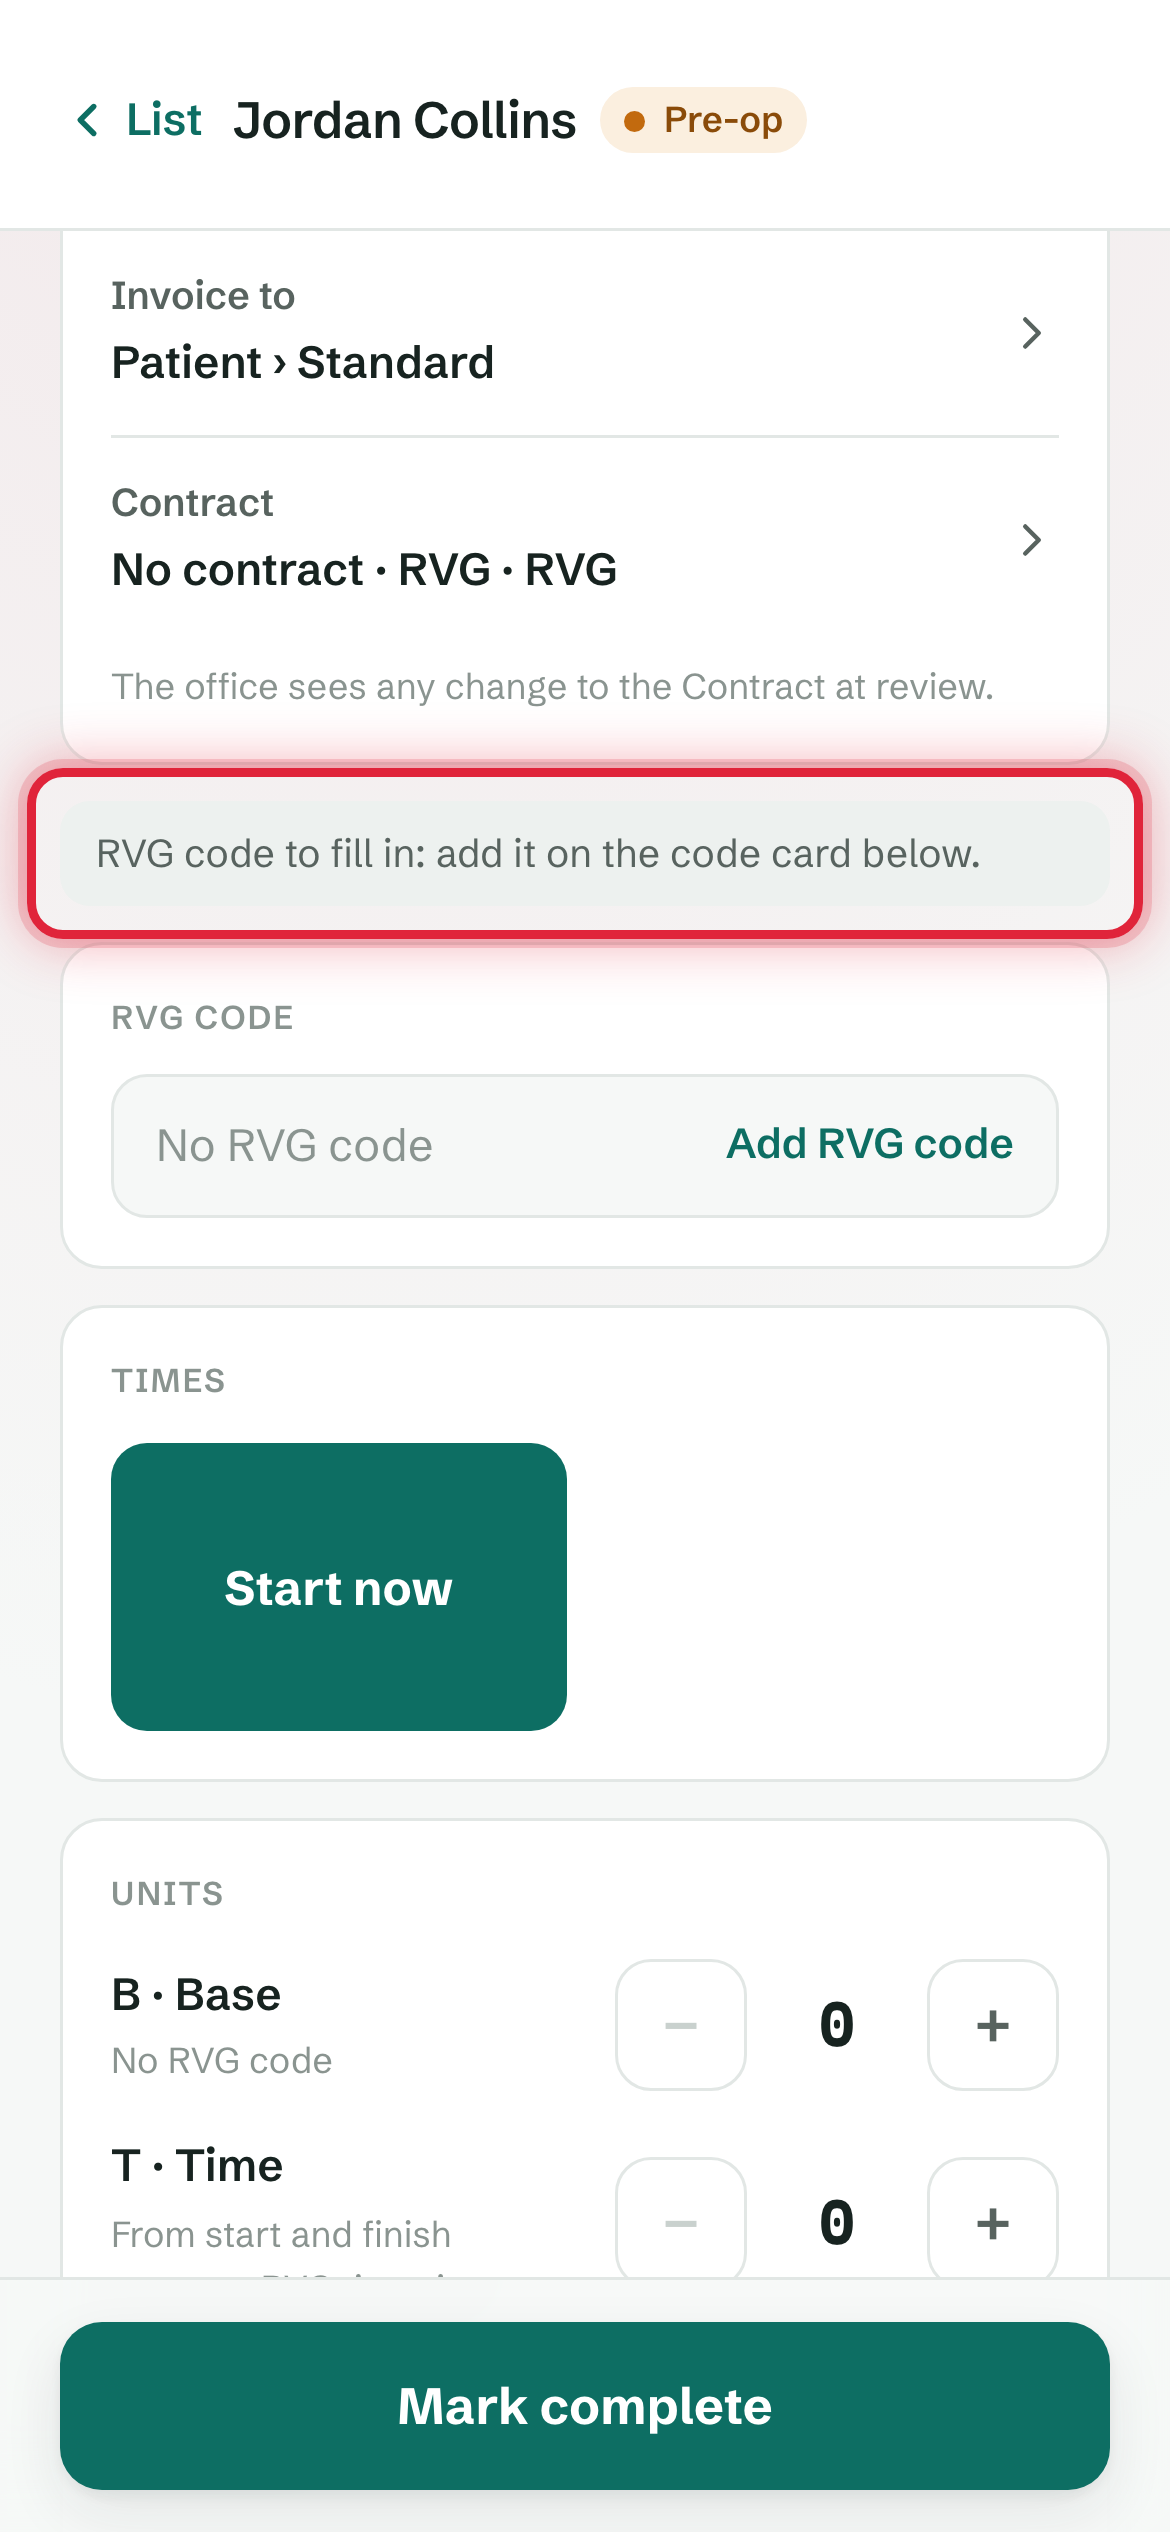 List Jordan Collins Pre-op
Invoice to
Patient › Standard
Contract
No contract · RVG · RVG
The office sees any change to the Contract at review.
RVG code to fill in: add it on the code card below.
RVG CODE
No RVG code Add RVG code
TIMES
Start now
UNITS
B · Base
No RVG code
− 0 +
T · Time
From start and finish
− 0 +
Mark complete